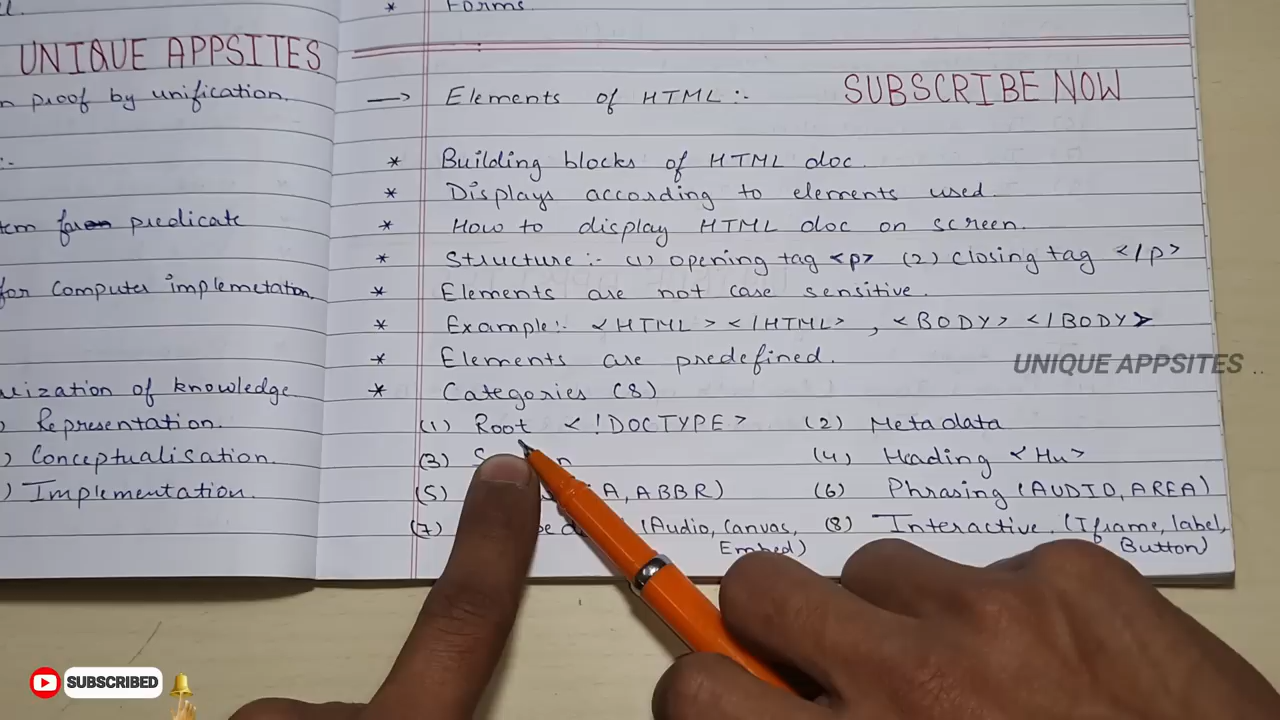 Forms.
UNIQUE APPSITES
proof by unification.
predicate
for computer implemetation.
of knowledge
Representation.
Conceptualisation.
Implementation.
SUBSCRIBE NOW
→ Elements of HTML :-
* Building blocks of HTML doc.
* Displays according to elements used.
* How to display HTML doc on screen.
* Structure :- (1) opening tag <p> (2) closing tag </p>
* Elements are not case sensitive.
* Example :- <HTML> </HTML> , <BODY> </BODY>
* Elements are predefined.
UNIQUE APPSITES ..
* Categories (8)
(1) Root <!DOCTYPE> (2) Metadata
(3) (4) Heading <Hn>
(5) A, ABBR) (6) Phrasing (AUDIO, AREA)
(7) (Audio, Canvas, Embed) (8) Interactive (Iframe, label, Button)
SUBSCRIBED